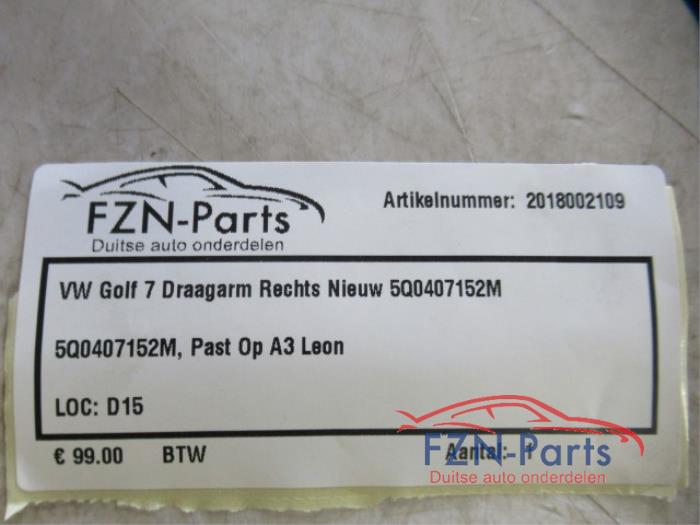 FZN-Parts
Duitse auto onderdelen
Artikelnummer: 2018002109
VW Golf 7 Draagarm Rechts Nieuw 5Q0407152M
5Q0407152M, Past Op A3 Leon
LOC: D15
€ 99.00 BTW Aantal: 1
FZN-Parts
Duitse auto onderdelen